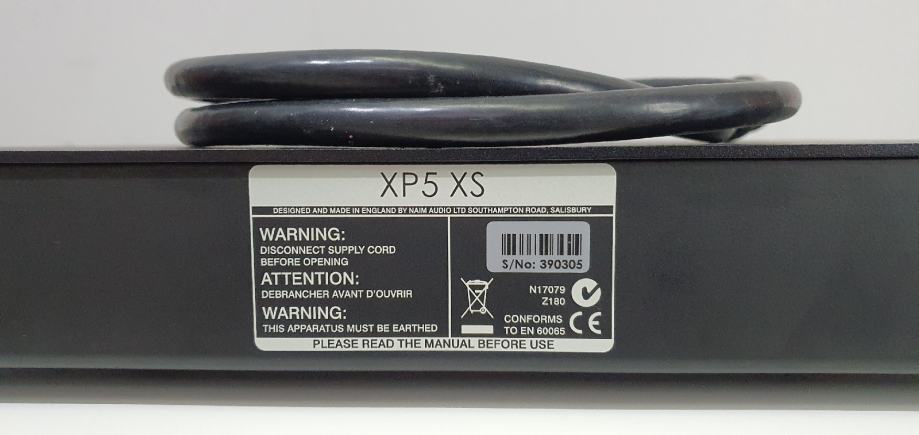 XP5 XS
DESIGNED AND MADE IN ENGLAND BY NAIM AUDIO LTD SOUTHAMPTON ROAD, SALISBURY
WARNING:
DISCONNECT SUPPLY CORD
BEFORE OPENING
ATTENTION:
DEBRANCHER AVANT D'OUVRIR
WARNING:
THIS APPARATUS MUST BE EARTHED
S/No: 390305
N17079
Z180
CONFORMS
TO EN 60065
CE
PLEASE READ THE MANUAL BEFORE USE